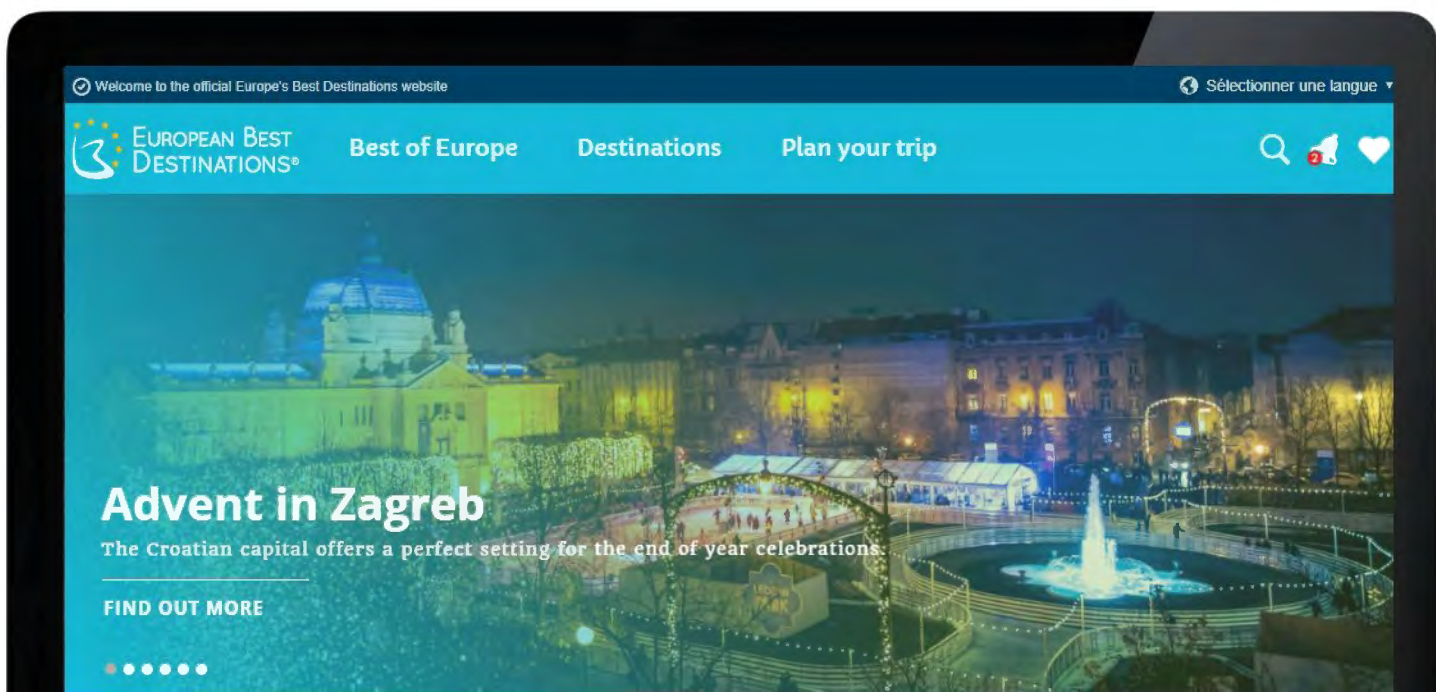 Welcome to the official Europe's Best Destinations website
Sélectionner une langue
EUROPEAN BEST
DESTINATIONS®
Best of Europe
Destinations
Plan your trip
2
Advent in Zagreb
The Croatian capital offers a perfect setting for the end of year celebrations.
FIND OUT MORE